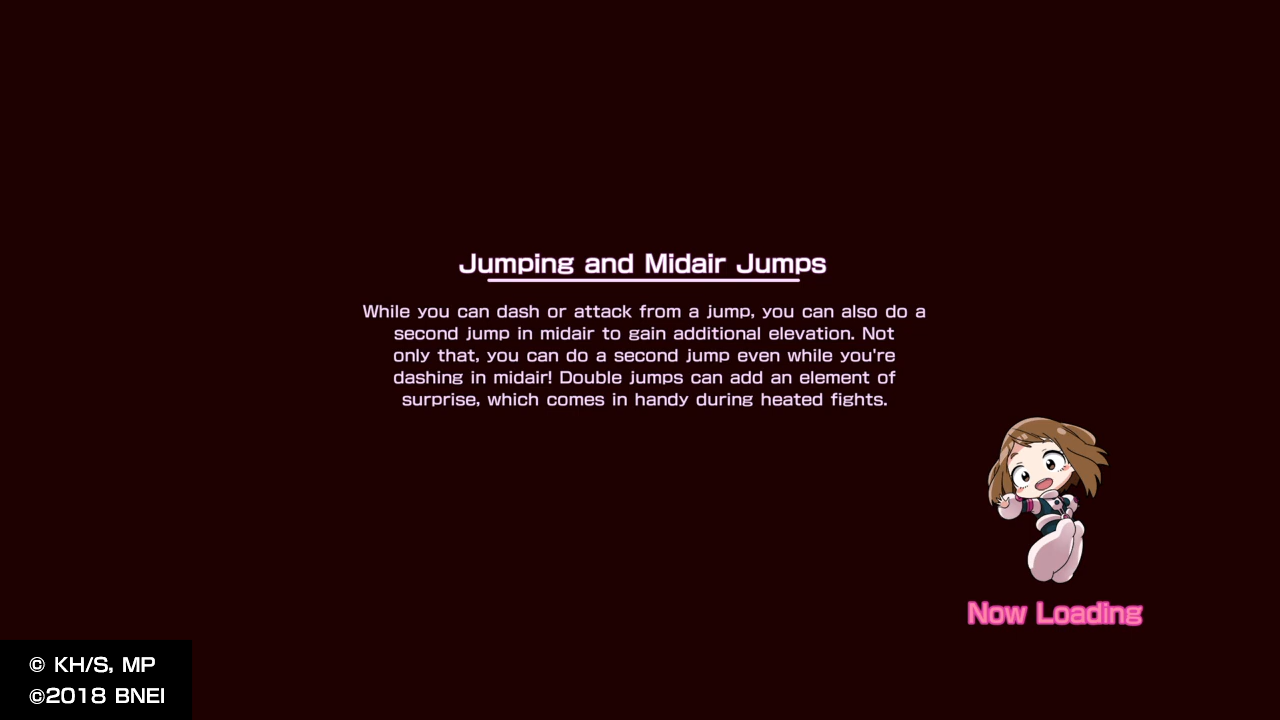 Jumping and Midair Jumps
While you can dash or attack from a jump, you can also do a
second jump in midair to gain additional elevation. Not
only that, you can do a second jump even while you're
dashing in midair! Double jumps can add an element of
surprise, which comes in handy during heated fights.
Now Loading
© KH/S, MP
©2018 BNEI